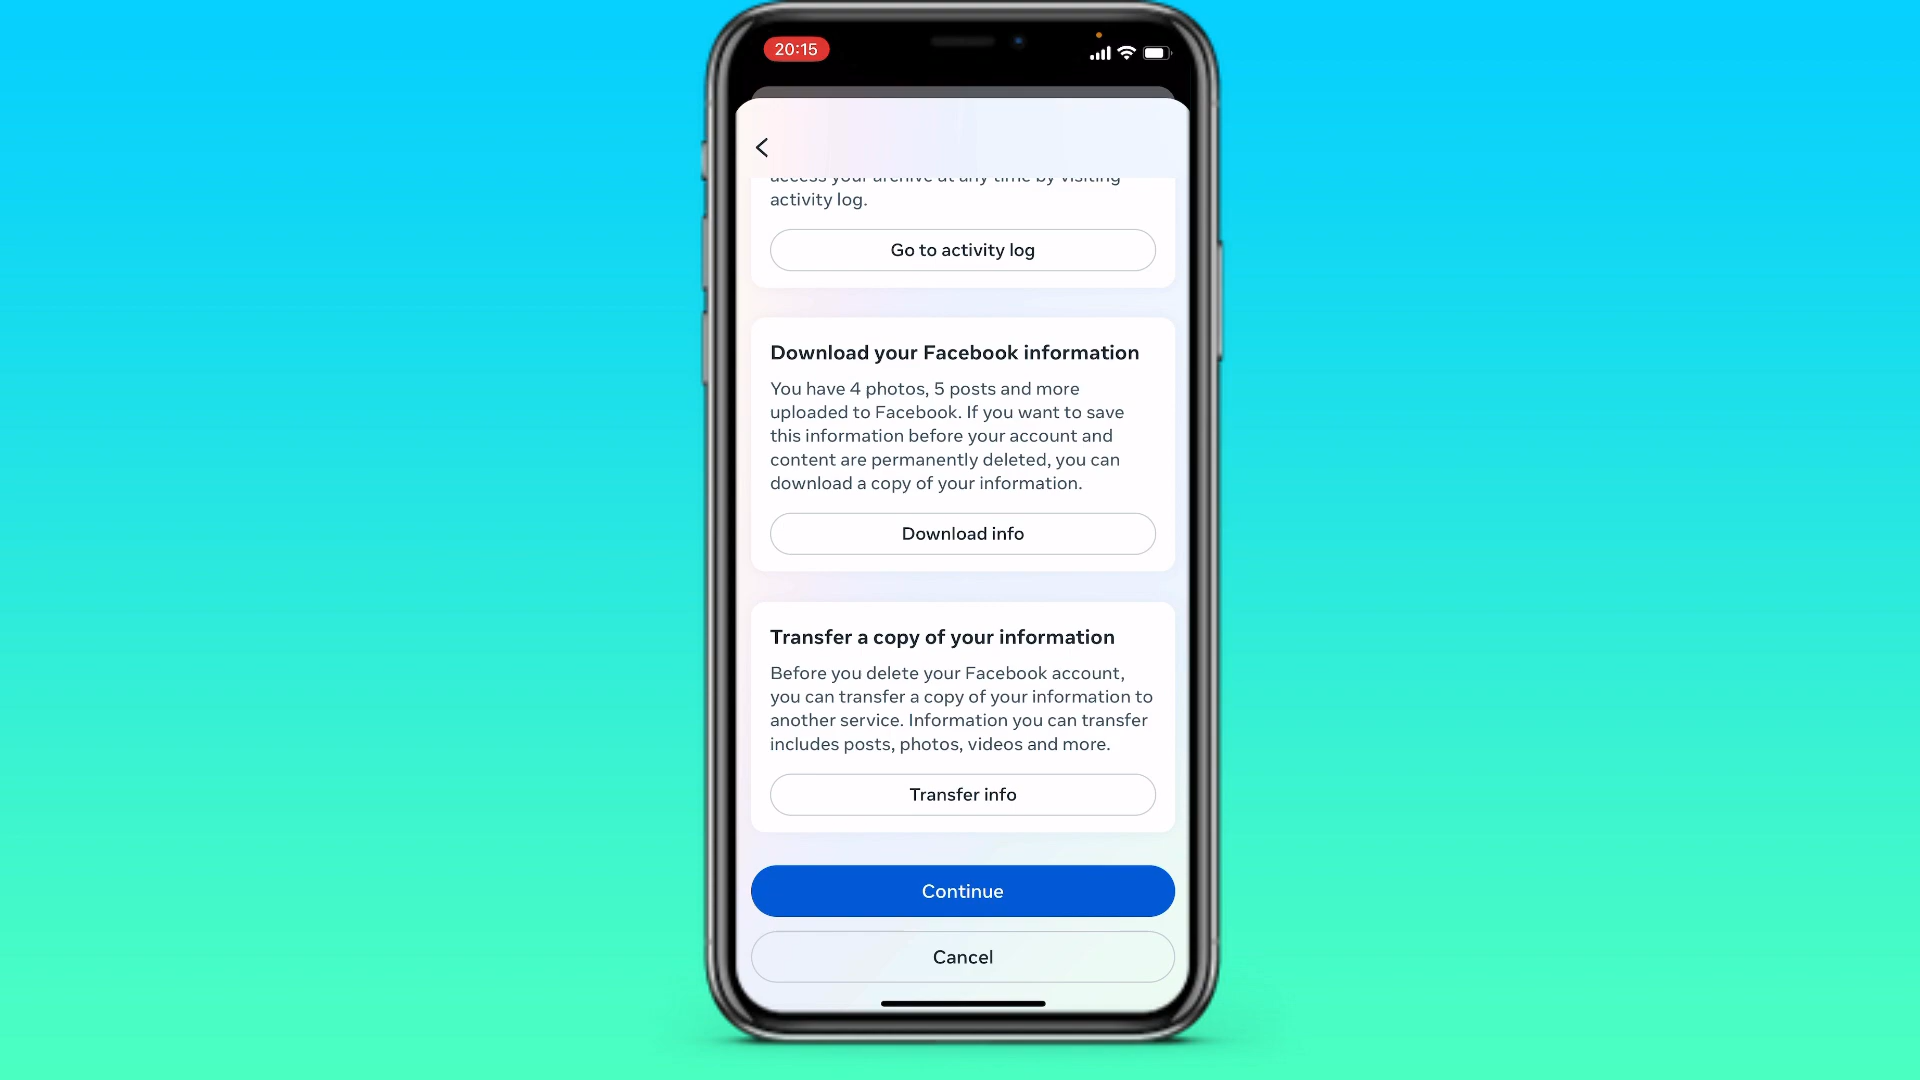 20:15
access your archive at any time by visiting
activity log.
Go to activity log
Download your Facebook information
You have 4 photos, 5 posts and more
uploaded to Facebook. If you want to save
this information before your account and
content are permanently deleted, you can
download a copy of your information.
Download info
Transfer a copy of your information
Before you delete your Facebook account,
you can transfer a copy of your information to
another service. Information you can transfer
includes posts, photos, videos and more.
Transfer info
Continue
Cancel